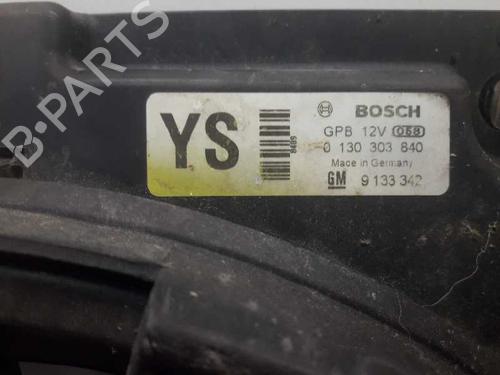 B-PARTS
YS
BOSCH
GPB 12V 058
0 130 303 840
Made in Germany
GM 9 133 342